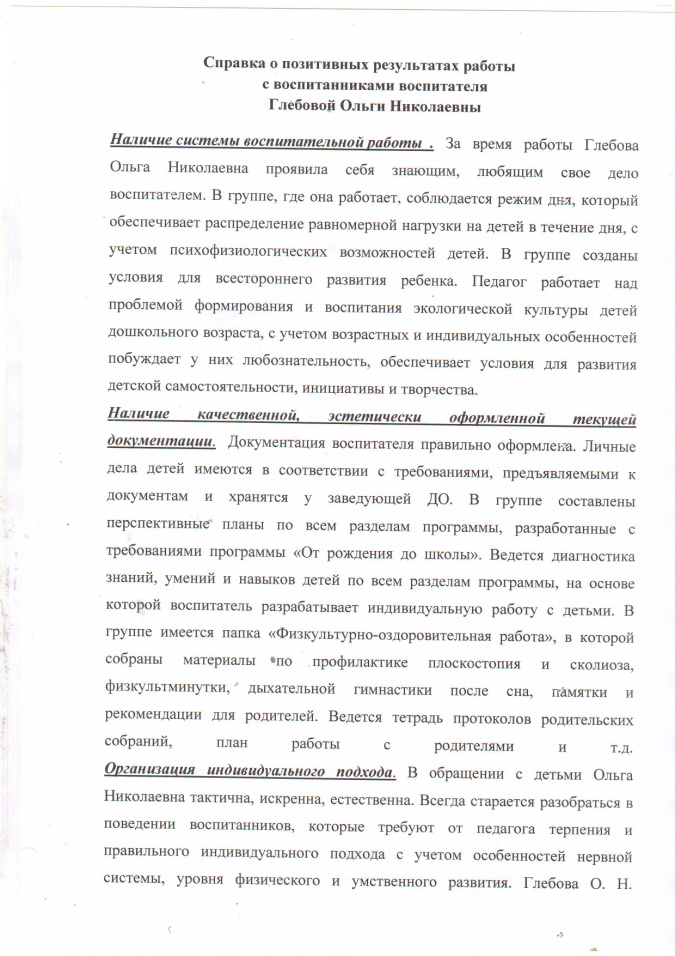 Справка о позитивных результатах работы
с воспитанниками воспитателя
Глебовой Ольги Николаевны
Наличие системы воспитательной работы . За время работы Глебова
Ольга Николаевна проявила себя знающим, любящим свое дело
воспитателем. В группе, где она работает, соблюдается режим дня, который
обеспечивает распределение равномерной нагрузки на детей в течение дня, с
учетом психофизиологических возможностей детей. В группе созданы
условия для всестороннего развития ребенка. Педагог работает над
проблемой формирования и воспитания экологической культуры детей
дошкольного возраста, с учетом возрастных и индивидуальных особенностей
побуждает у них любознательность, обеспечивает условия для развития
детской самостоятельности, инициативы и творчества.
Наличие качественной, эстетически оформленной текущей
документации. Документация воспитателя правильно оформлена. Личные
дела детей имеются в соответствии с требованиями, предъявляемыми к
документам и хранятся у заведующей ДО. В группе составлены
перспективные планы по всем разделам программы, разработанные с
требованиями программы «От рождения до школы». Ведется диагностика
знаний, умений и навыков детей по всем разделам программы, на основе
которой воспитатель разрабатывает индивидуальную работу с детьми. В
группе имеется папка «Физкультурно-оздоровительная работа», в которой
собраны материалы по профилактике плоскостопия и сколиоза,
физкультминутки, дыхательной гимнастики после сна, памятки и
рекомендации для родителей. Ведется тетрадь протоколов родительских
собраний, план работы с родителями и т.д.
Организация индивидуального подхода. В обращении с детьми Ольга
Николаевна тактична, искренна, естественна. Всегда старается разобраться в
поведении воспитанников, которые требуют от педагога терпения и
правильного индивидуального подхода с учетом особенностей нервной
системы, уровня физического и умственного развития. Глебова О. Н.